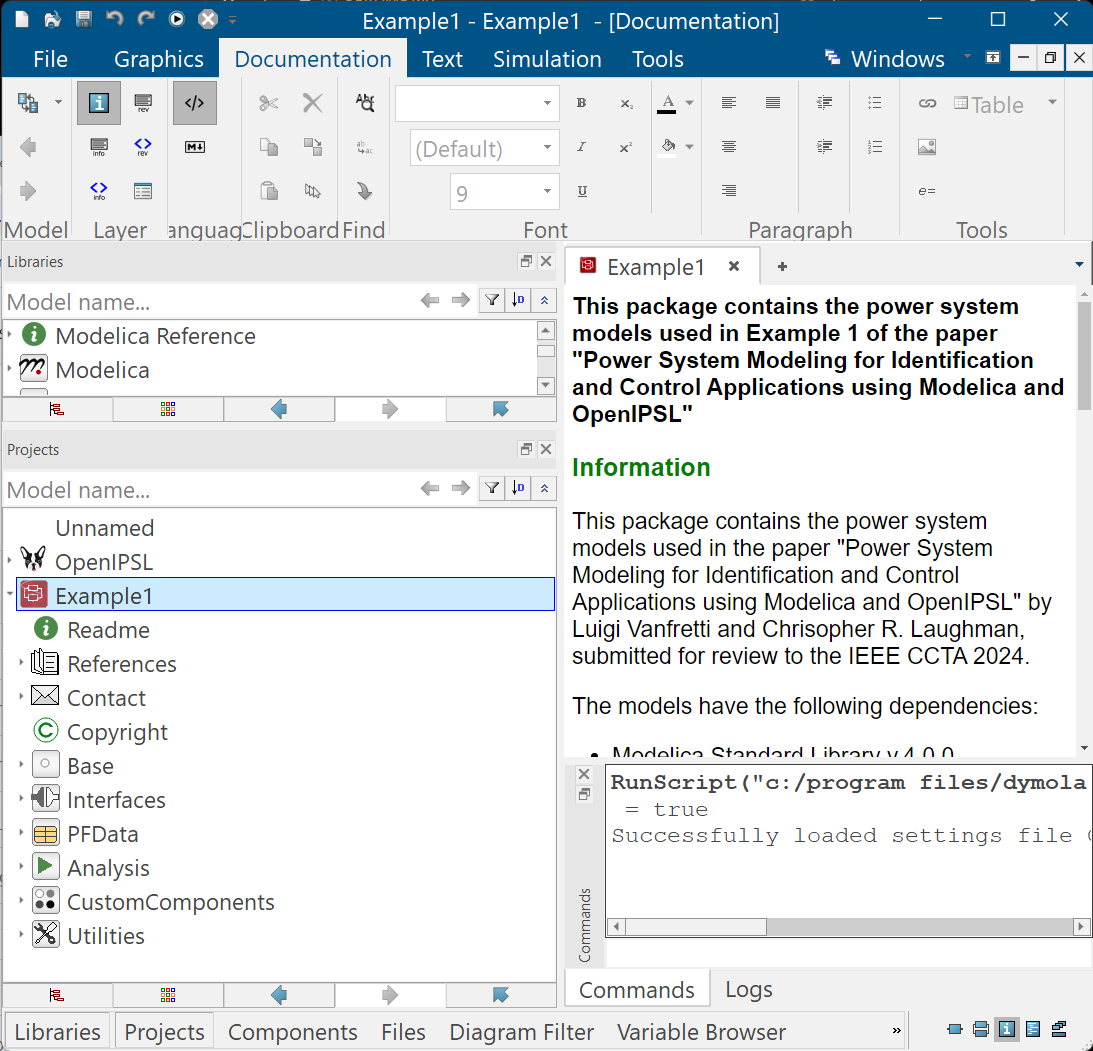 Example1 - Example1 - [Documentation]
File Graphics Documentation Text Simulation Tools Windows
Table
(Default)
9
Model Layer anguag Clipboard Find Font Paragraph Tools
Libraries
Model name...
Modelica Reference
Modelica
Projects
Model name...
Unnamed
OpenIPSL
Example1
Readme
References
Contact
Copyright
Base
Interfaces
PFData
Analysis
CustomComponents
Utilities
Example1
This package contains the power system
models used in Example 1 of the paper
"Power System Modeling for Identification
and Control Applications using Modelica and
OpenIPSL"
Information
This package contains the power system
models used in the paper "Power System
Modeling for Identification and Control
Applications using Modelica and OpenIPSL" by
Luigi Vanfretti and Chrisopher R. Laughman,
submitted for review to the IEEE CCTA 2024.
The models have the following dependencies:
• Modelica Standard Library v.4.0.0
RunScript("c:/program files/dymola
= true
Successfully loaded settings file
Commands
Commands Logs
Libraries Projects Components Files Diagram Filter Variable Browser »